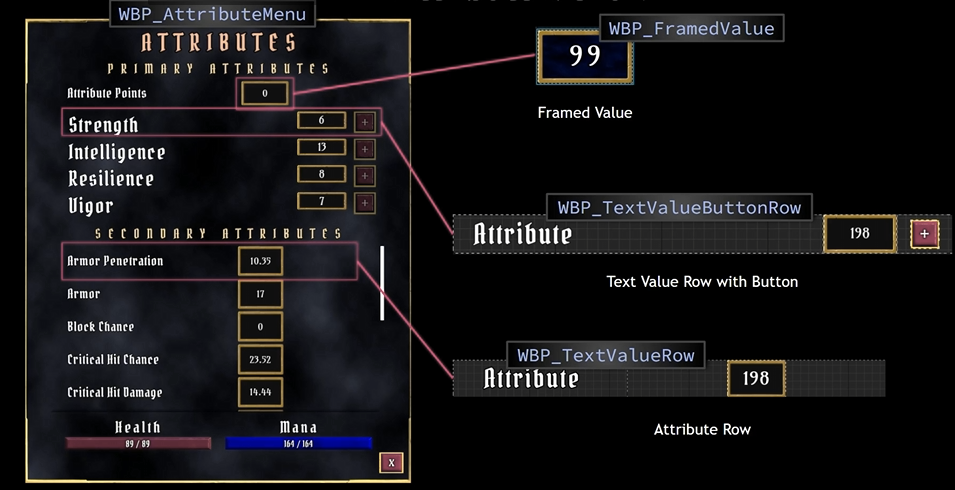 WBP_AttributeMenu
ATTRIBUTES
PRIMARY ATTRIBUTES
Attribute Points 0
Strength 6 +
Intelligence 13 +
Resilience 8 +
Vigor 7 +
SECONDARY ATTRIBUTES
Armor Penetration 10.35
Armor 17
Block Chance 0
Critical Hit Chance 23.52
Critical Hit Damage 14.44
Health Mana
89 / 89 164 / 164
X
WBP_FramedValue
99
Framed Value
WBP_TextValueButtonRow
Attribute 198 +
Text Value Row with Button
WBP_TextValueRow
Attribute 198
Attribute Row